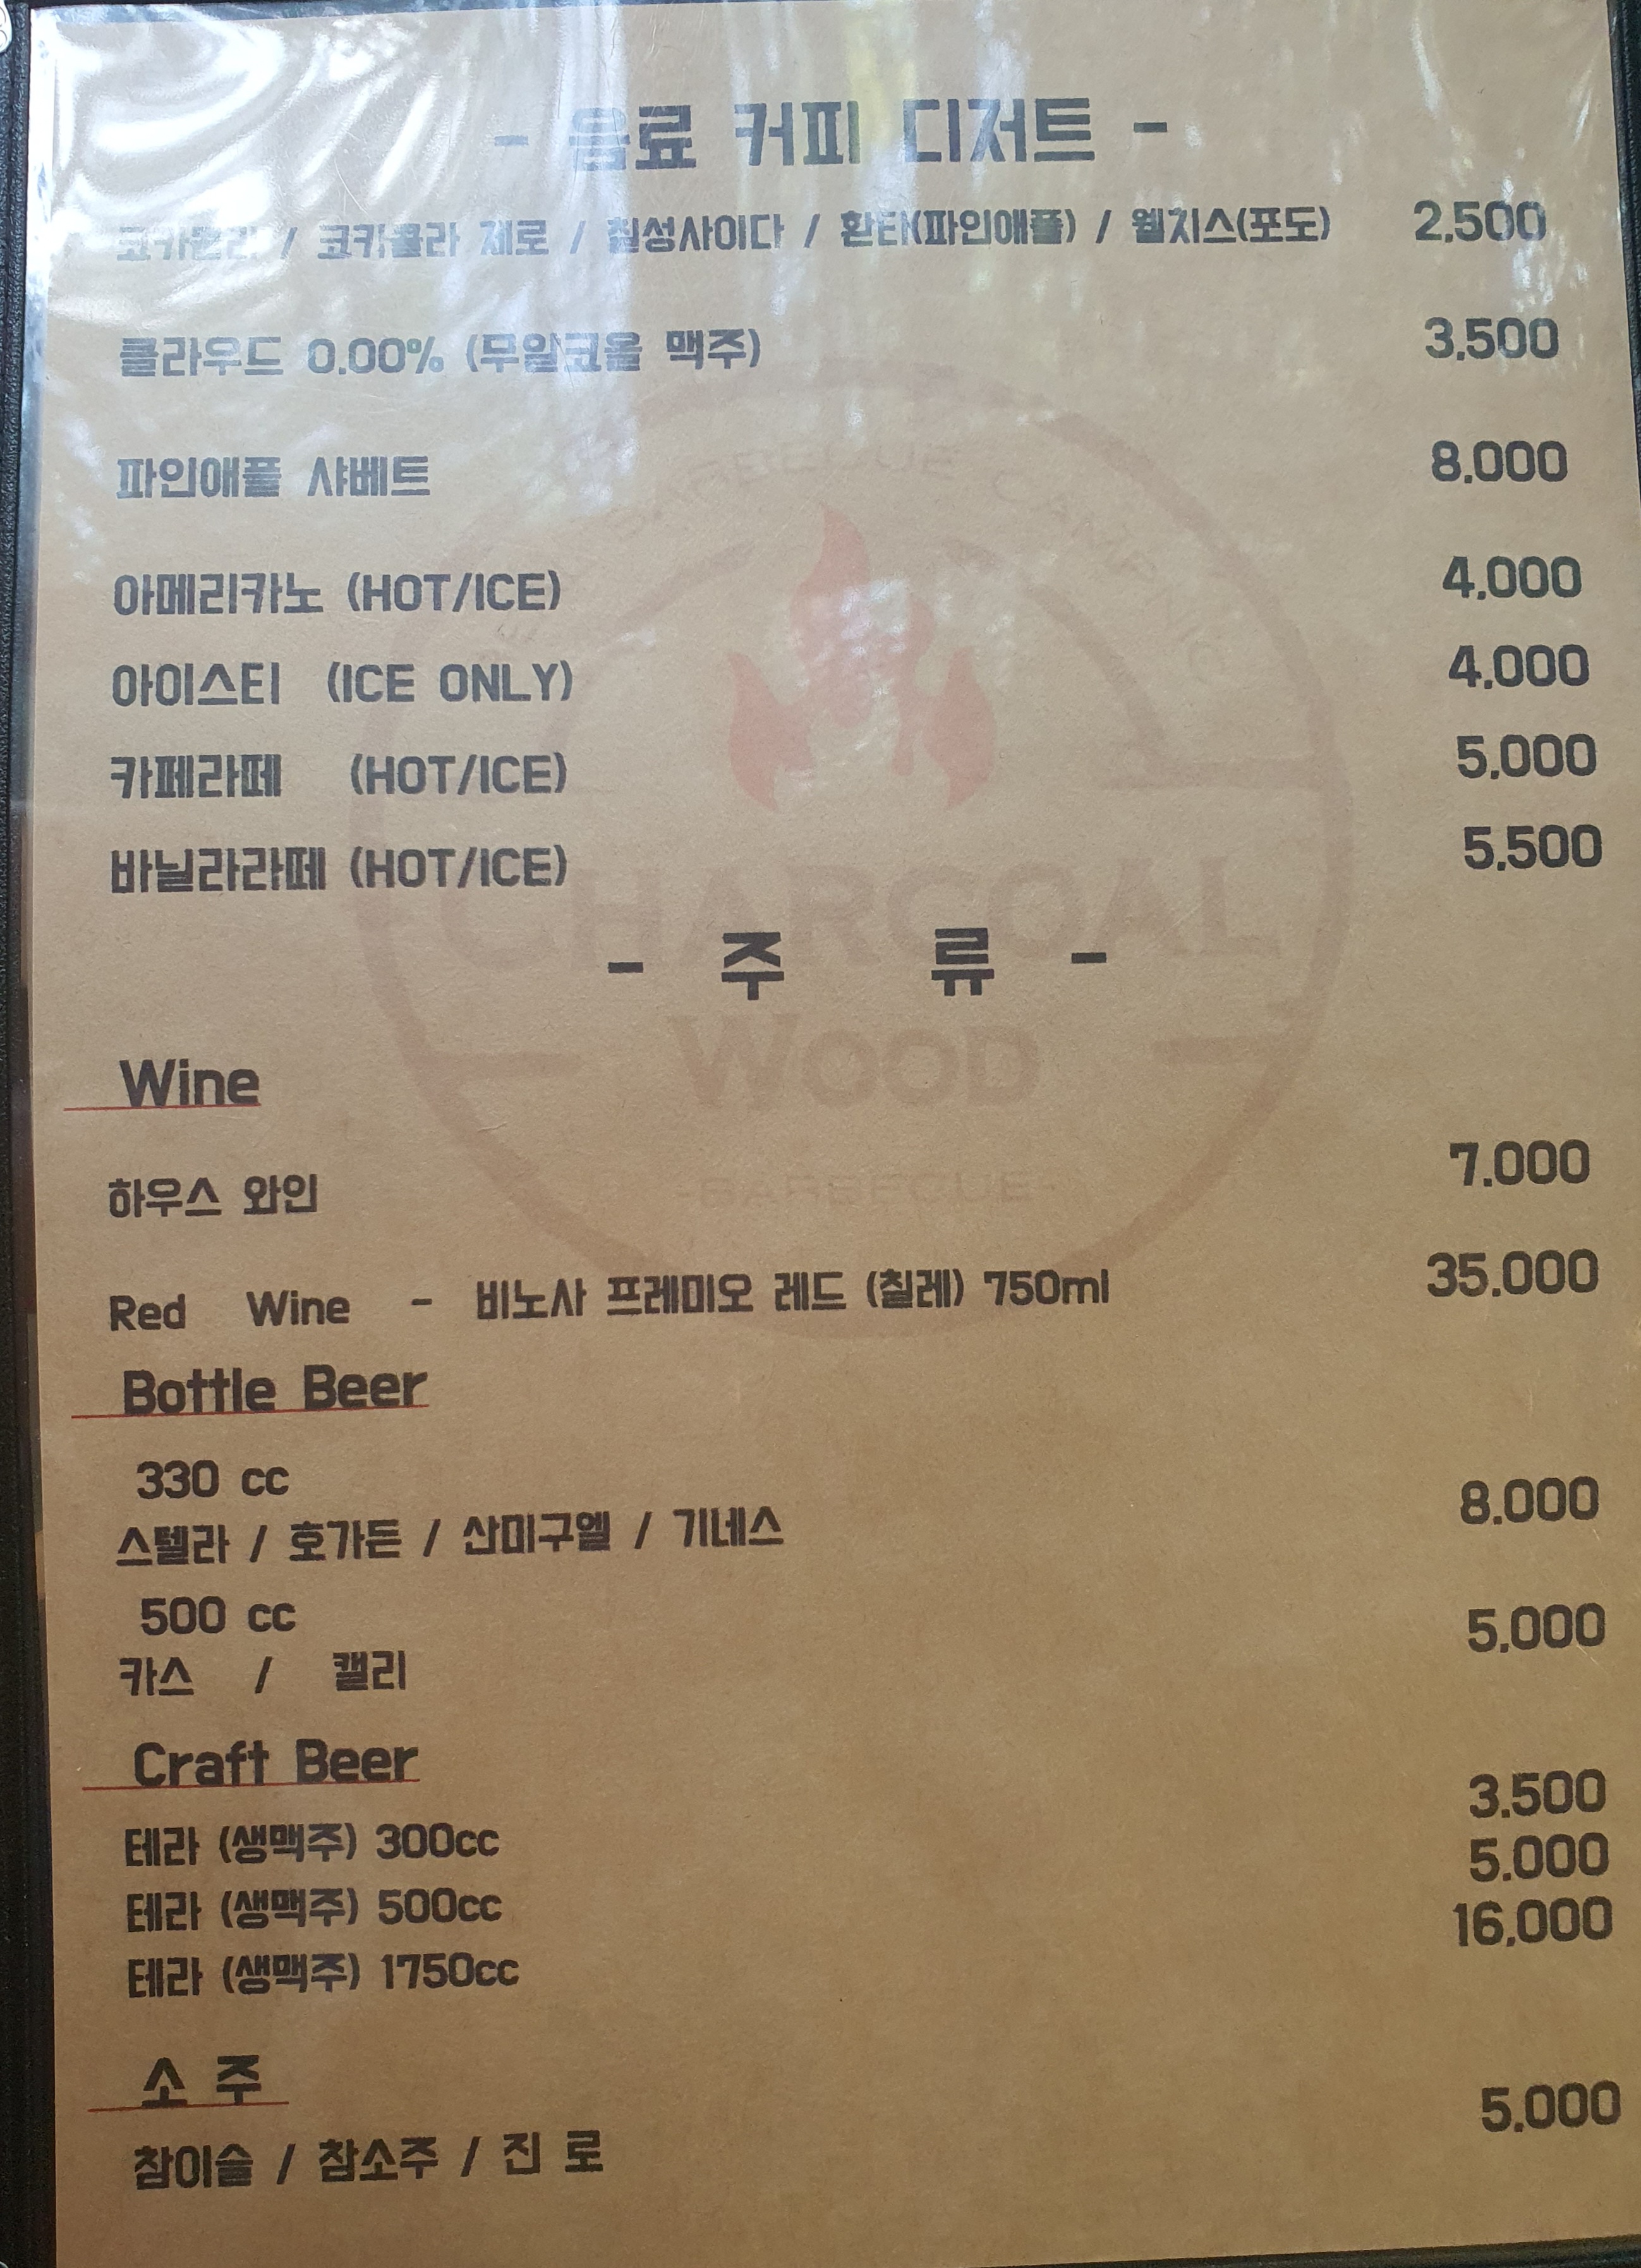 - 음료 커피 디저트 -
코카콜라 / 코카콜라 제로 / 칠성사이다 / 환타(파인애플) / 웰치스(포도) 2,500
클라우드 0.00% (무알코올 맥주) 3,500
파인애플 샤베트 8,000
아메리카노 (HOT/ICE) 4,000
아이스티 (ICE ONLY) 4,000
카페라떼 (HOT/ICE) 5,000
바닐라라떼 (HOT/ICE) 5,500
CHARCOAL
- 주 류 -
WOOD
Wine
-BARBECUE-
하우스 와인 7,000
Red Wine - 비노사 프레미오 레드 (칠레) 750ml 35,000
Bottle Beer
330 cc
스텔라 / 호가든 / 산미구엘 / 기네스 8,000
500 cc
카스 / 캘리 5,000
Craft Beer
테라 (생맥주) 300cc 3,500
테라 (생맥주) 500cc 5,000
테라 (생맥주) 1750cc 16,000
소 주
참이슬 / 참소주 / 진 로 5,000